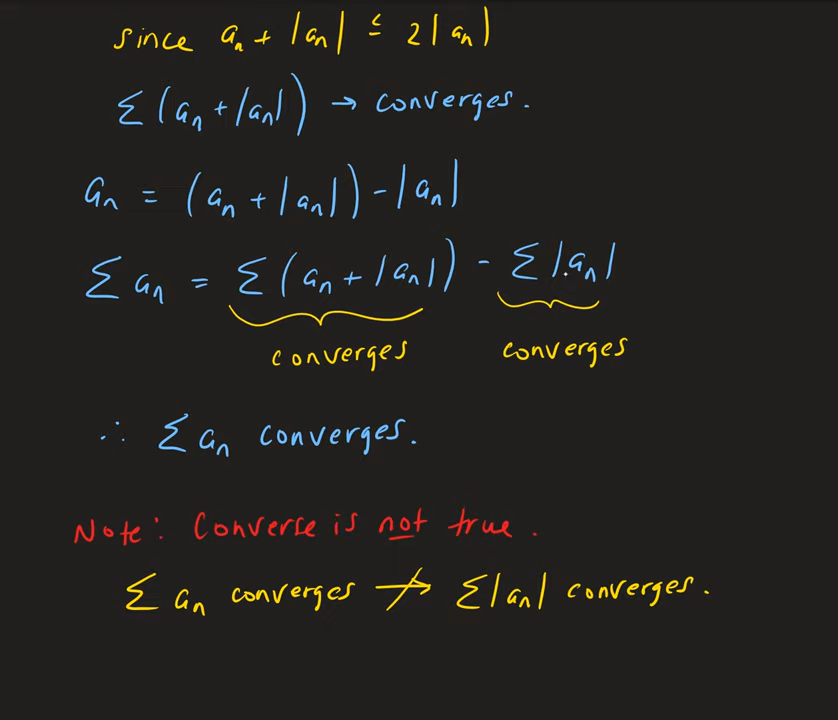 since aₙ + |aₙ| ≤ 2|aₙ|
Σ(aₙ + |aₙ|) → converges.
aₙ = (aₙ + |aₙ|) - |aₙ|
Σ aₙ = Σ(aₙ + |aₙ|) - Σ|aₙ|
converges converges
∴ Σ aₙ converges.
Note: Converse is not true.
Σ aₙ converges ↛ Σ|aₙ| converges.